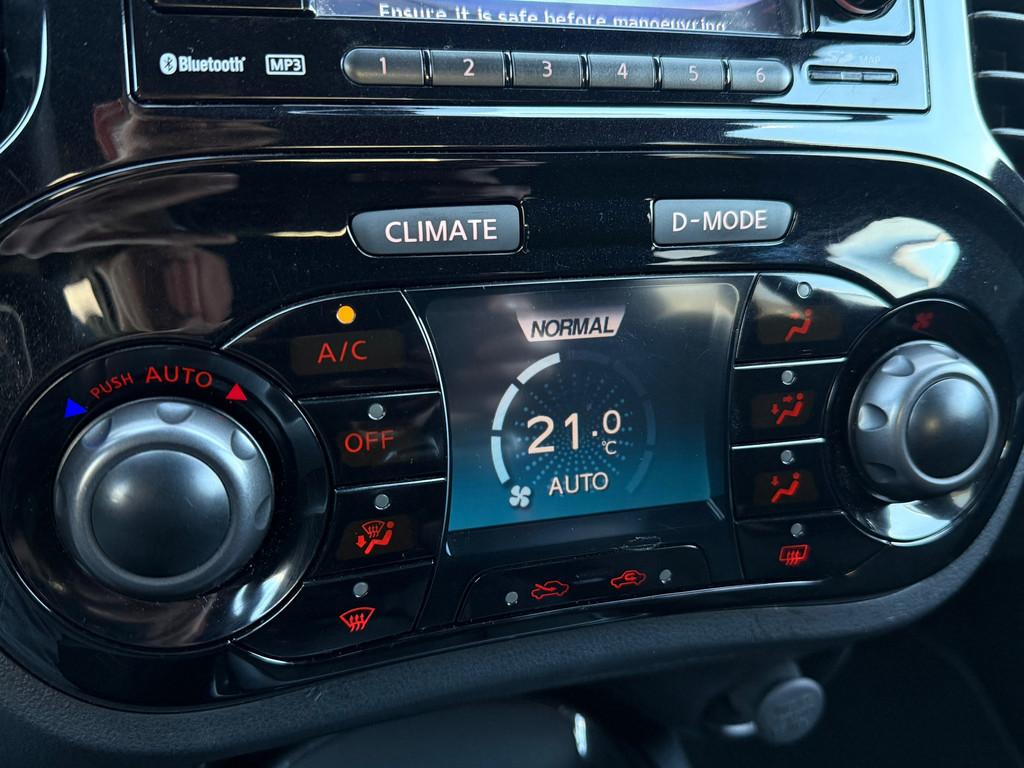 Ensure it is safe before manoeuvring
Bluetooth
MP3
1 2 3 4 5 6
MAP
CLIMATE
D-MODE
NORMAL
A/C
PUSH AUTO
OFF
21.0
°C
AUTO